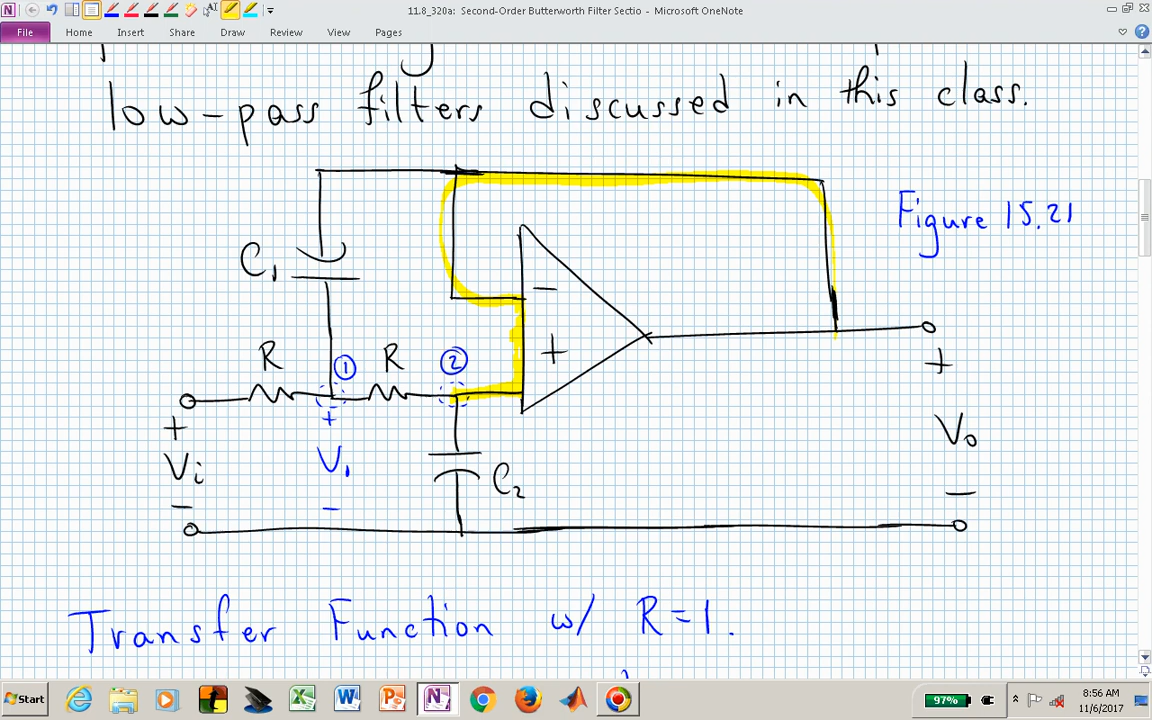 11.8_320a: Second-Order Butterworth Filter Sectio - Microsoft OneNote
File Home Insert Share Draw Review View Pages
low-pass filters discussed in this class.
Figure 15.21
C1
−
R 1 R 2
+
+
+ + Vo
Vi V1 C2
− − −
Transfer Function w/ R=1.
Start
97%
8:56 AM
11/6/2017